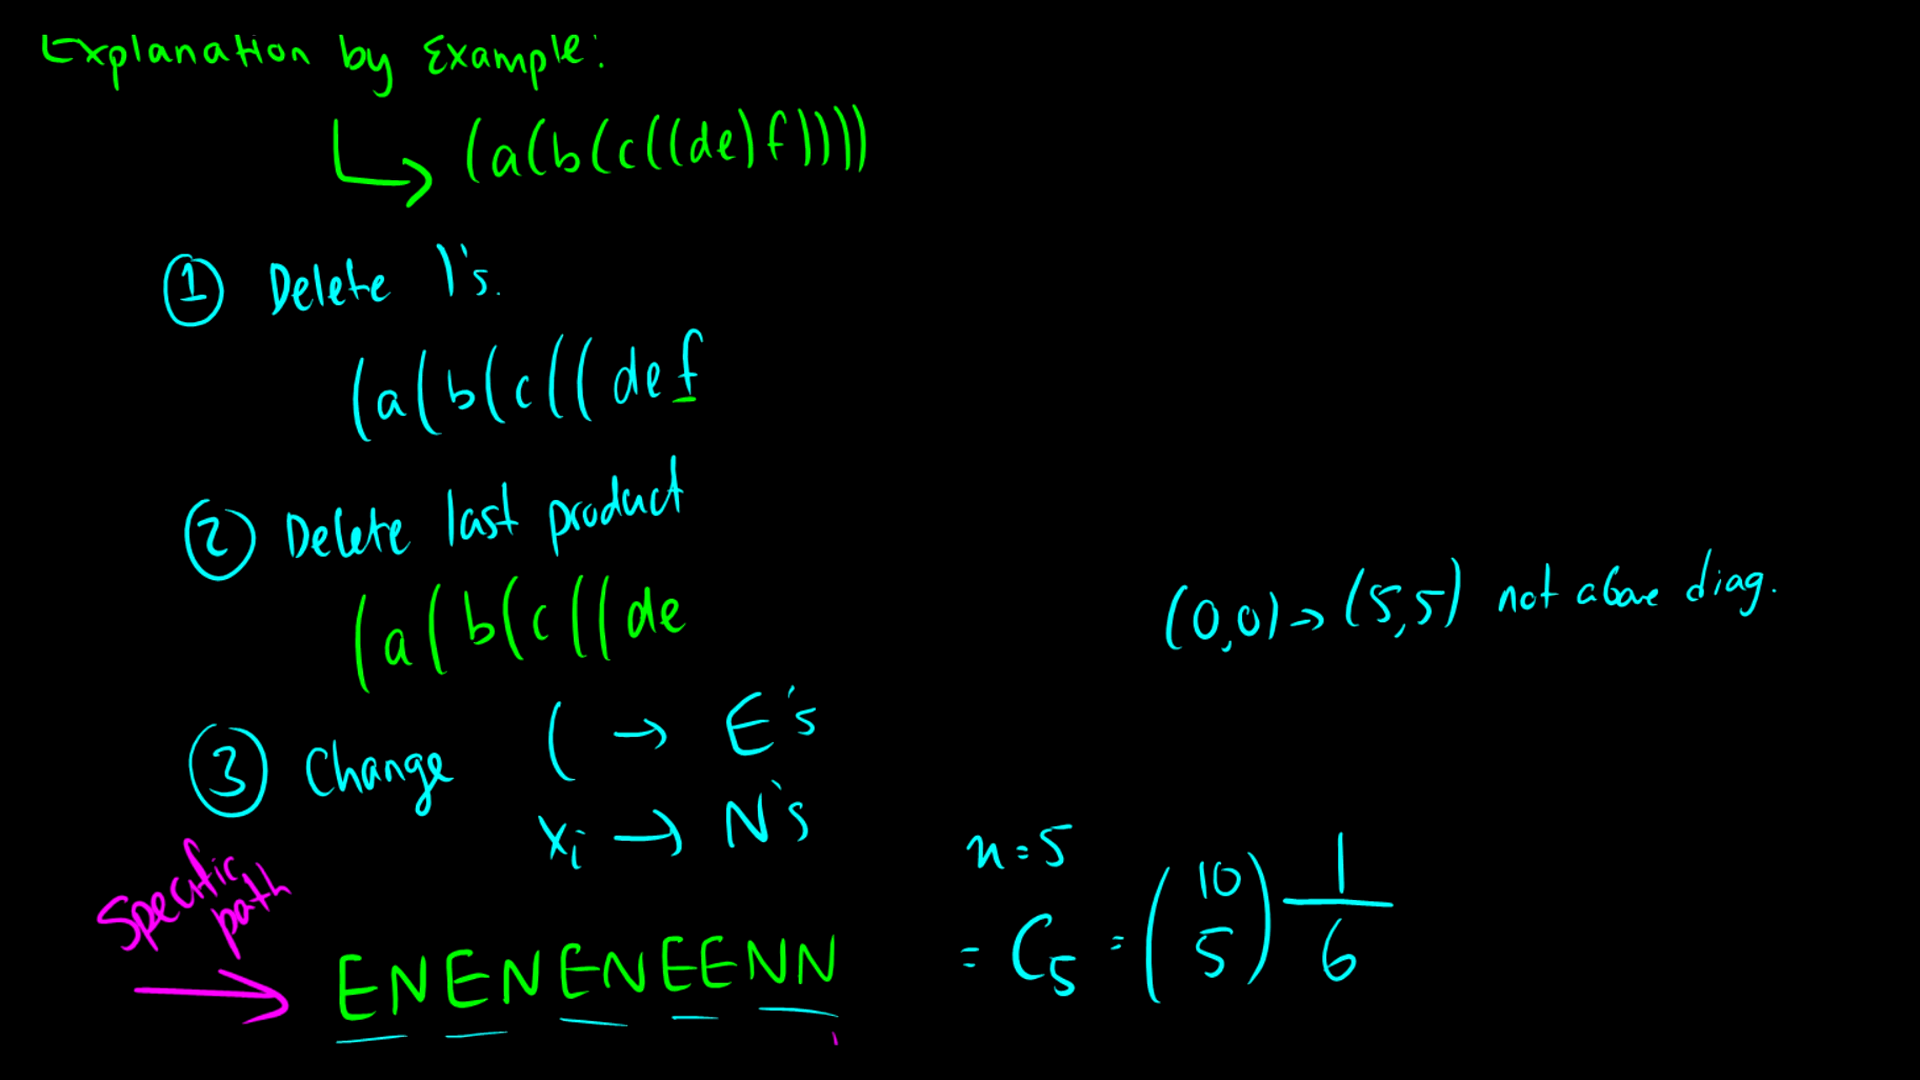 Explanation by Example:
(a(b(c((de)f))))
① Delete )'s.
(a(b(c((def
② Delete last product
(a(b(c((de
(0,0)→(5,5) not above diag.
③ Change ( → E's
xᵢ → N's
n=5
Specific path
ENENENEENN
= C₅ = (10 5) 1/6